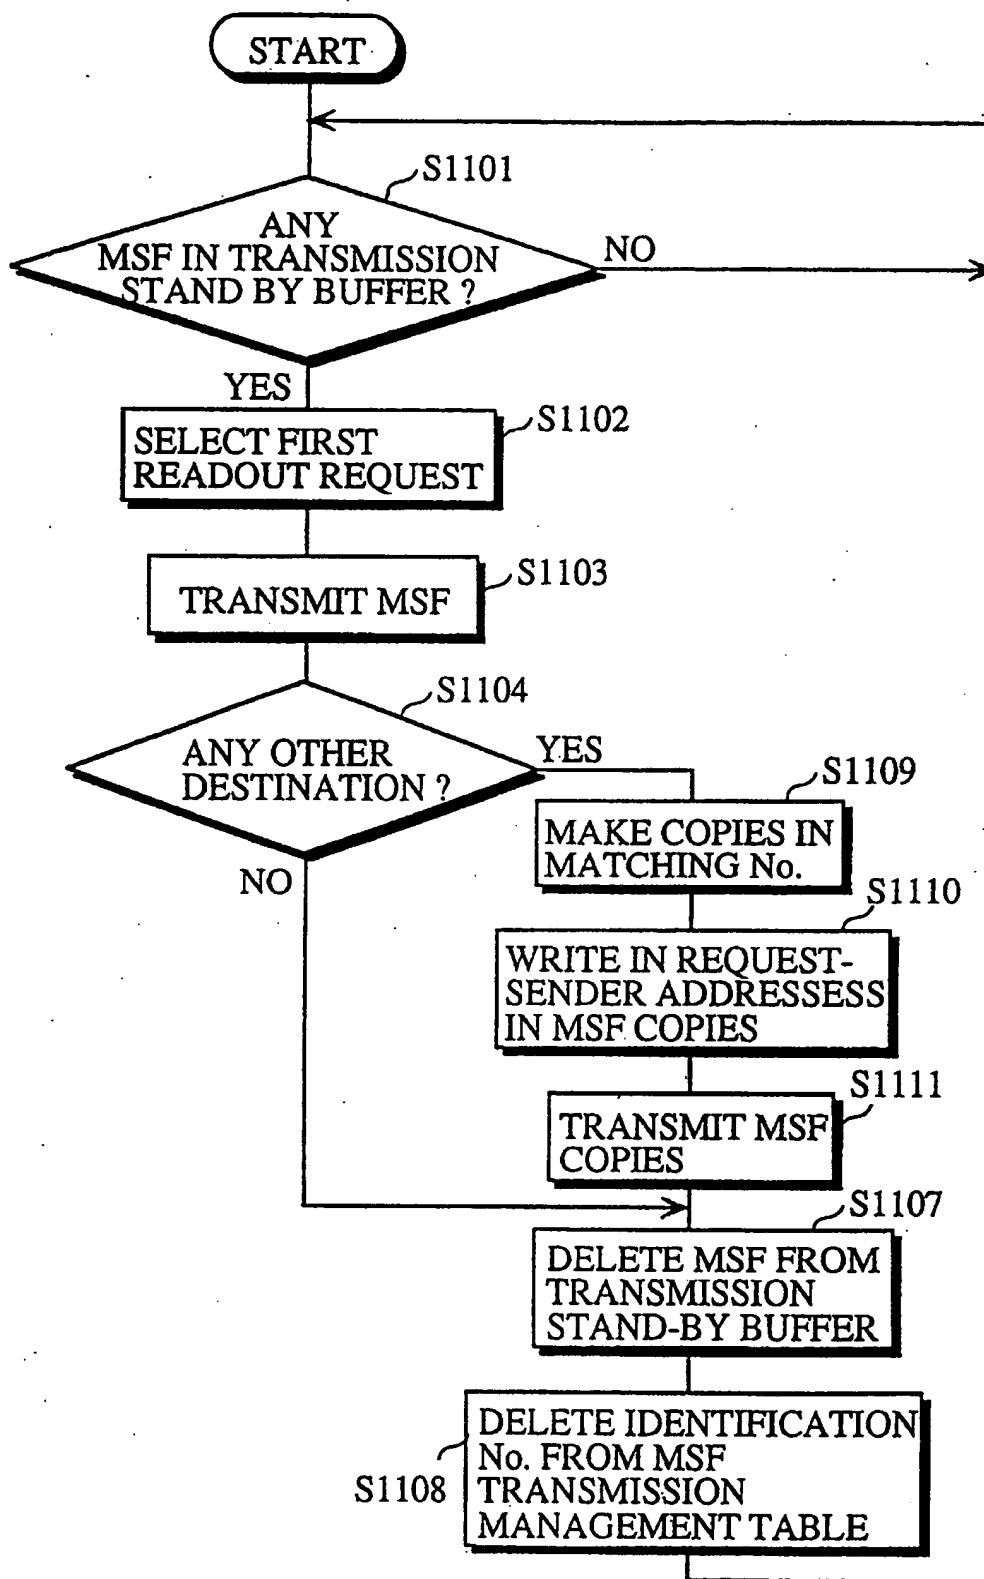 START
S1101
ANY
MSF IN TRANSMISSION
STAND BY BUFFER ?
NO
YES
S1102
SELECT FIRST
READOUT REQUEST
S1103
TRANSMIT MSF
S1104
ANY OTHER
DESTINATION ?
YES
NO
S1109
MAKE COPIES IN
MATCHING No.
S1110
WRITE IN REQUEST-
SENDER ADDRESSESS
IN MSF COPIES
S1111
TRANSMIT MSF
COPIES
S1107
DELETE MSF FROM
TRANSMISSION
STAND-BY BUFFER
S1108
DELETE IDENTIFICATION
No. FROM MSF
TRANSMISSION
MANAGEMENT TABLE